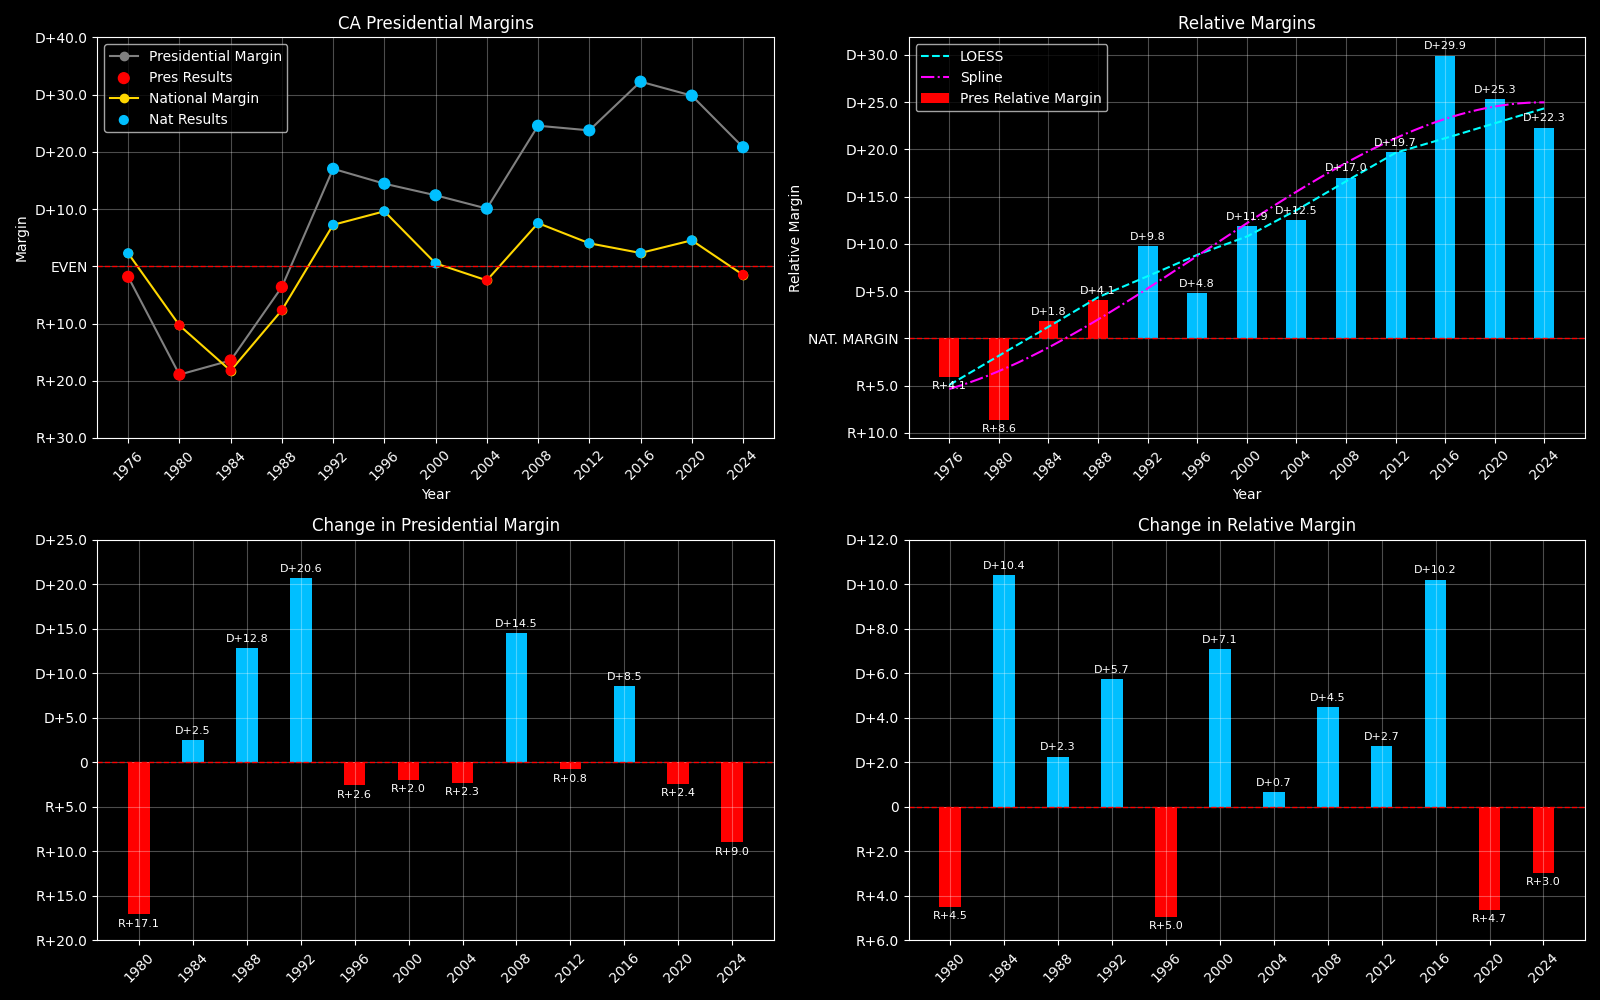 CA Presidential Margins
D+40.0
D+30.0
D+20.0
D+10.0
EVEN
R+10.0
R+20.0
R+30.0
Margin
Presidential Margin
Pres Results
National Margin
Nat Results
1976
1980
1984
1988
1992
1996
2000
2004
2008
2012
2016
2020
2024
Year
Relative Margins
D+30.0
D+25.0
D+20.0
D+15.0
D+10.0
D+5.0
NAT. MARGIN
R+5.0
R+10.0
Relative Margin
LOESS
Spline
Pres Relative Margin
R+4.1
R+8.6
D+1.8
D+4.1
D+9.8
D+4.8
D+11.9
D+12.5
D+17.0
D+19.7
D+29.9
D+25.3
D+22.3
1976
1980
1984
1988
1992
1996
2000
2004
2008
2012
2016
2020
2024
Year
Change in Presidential Margin
D+25.0
D+20.0
D+15.0
D+10.0
D+5.0
0
R+5.0
R+10.0
R+15.0
R+20.0
R+17.1
D+2.5
D+12.8
D+20.6
R+2.6
R+2.0
R+2.3
D+14.5
R+0.8
D+8.5
R+2.4
R+9.0
1980
1984
1988
1992
1996
2000
2004
2008
2012
2016
2020
2024
Change in Relative Margin
D+12.0
D+10.0
D+8.0
D+6.0
D+4.0
D+2.0
0
R+2.0
R+4.0
R+6.0
R+4.5
D+10.4
D+2.3
D+5.7
R+5.0
D+7.1
D+0.7
D+4.5
D+2.7
D+10.2
R+4.7
R+3.0
1980
1984
1988
1992
1996
2000
2004
2008
2012
2016
2020
2024